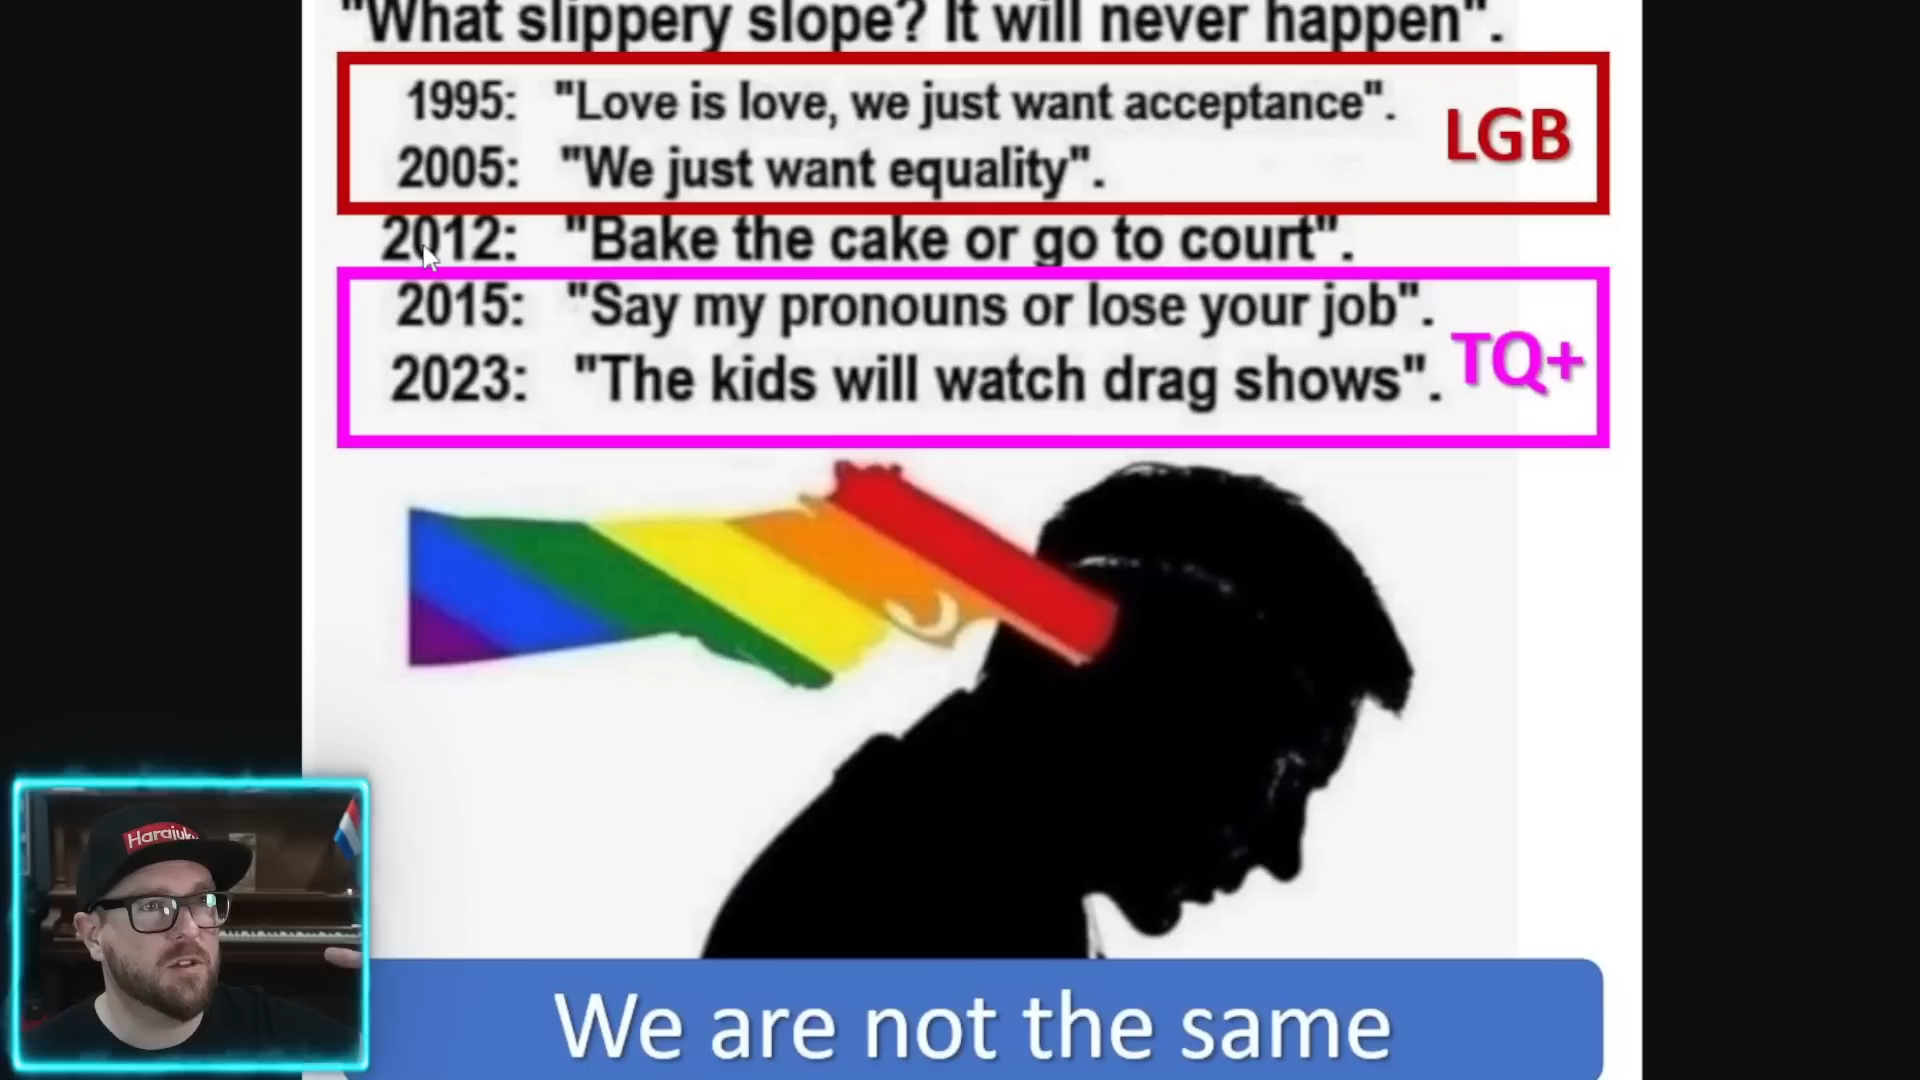 "What slippery slope? It will never happen".
1995: "Love is love, we just want acceptance".
LGB
2005: "We just want equality".
2012: "Bake the cake or go to court".
2015: "Say my pronouns or lose your job".
TQ+
2023: "The kids will watch drag shows".
Harajuku
We are not the same